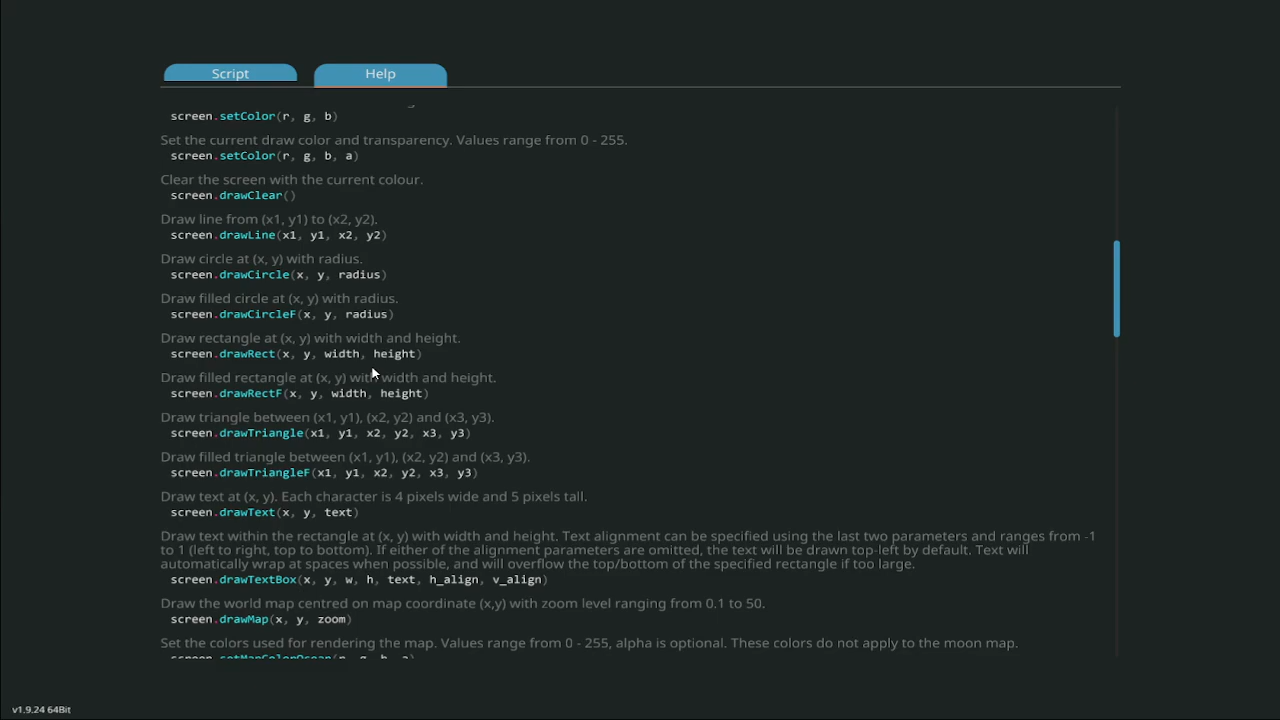 Script
Help
screen.setColor(r, g, b)
Set the current draw color and transparency. Values range from 0 - 255.
screen.setColor(r, g, b, a)
Clear the screen with the current colour.
screen.drawClear()
Draw line from (x1, y1) to (x2, y2).
screen.drawLine(x1, y1, x2, y2)
Draw circle at (x, y) with radius.
screen.drawCircle(x, y, radius)
Draw filled circle at (x, y) with radius.
screen.drawCircleF(x, y, radius)
Draw rectangle at (x, y) with width and height.
screen.drawRect(x, y, width, height)
Draw filled rectangle at (x, y) with width and height.
screen.drawRectF(x, y, width, height)
Draw triangle between (x1, y1), (x2, y2) and (x3, y3).
screen.drawTriangle(x1, y1, x2, y2, x3, y3)
Draw filled triangle between (x1, y1), (x2, y2) and (x3, y3).
screen.drawTriangleF(x1, y1, x2, y2, x3, y3)
Draw text at (x, y). Each character is 4 pixels wide and 5 pixels tall.
screen.drawText(x, y, text)
Draw text within the rectangle at (x, y) with width and height. Text alignment can be specified using the last two parameters and ranges from -1
to 1 (left to right, top to bottom). If either of the alignment parameters are omitted, the text will be drawn top-left by default. Text will
automatically wrap at spaces when possible, and will overflow the top/bottom of the specified rectangle if too large.
screen.drawTextBox(x, y, w, h, text, h_align, v_align)
Draw the world map centred on map coordinate (x,y) with zoom level ranging from 0.1 to 50.
screen.drawMap(x, y, zoom)
Set the colors used for rendering the map. Values range from 0 - 255, alpha is optional. These colors do not apply to the moon map.
screen.setMapColorOcean(r, g, b, a)
v1.9.24 64Bit